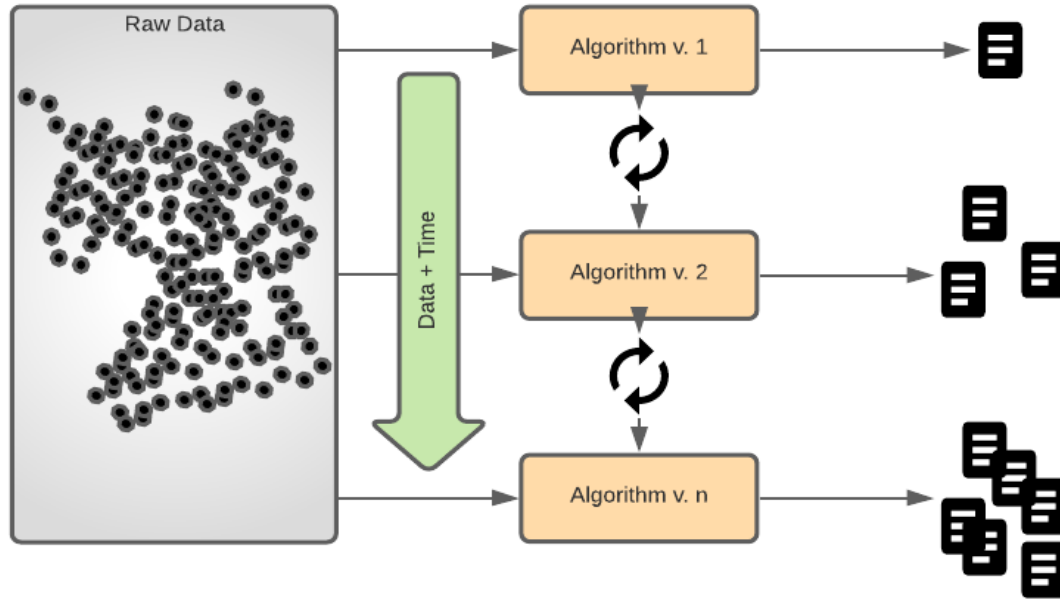 Raw Data
Algorithm v. 1
Data + Time
Algorithm v. 2
Algorithm v. n